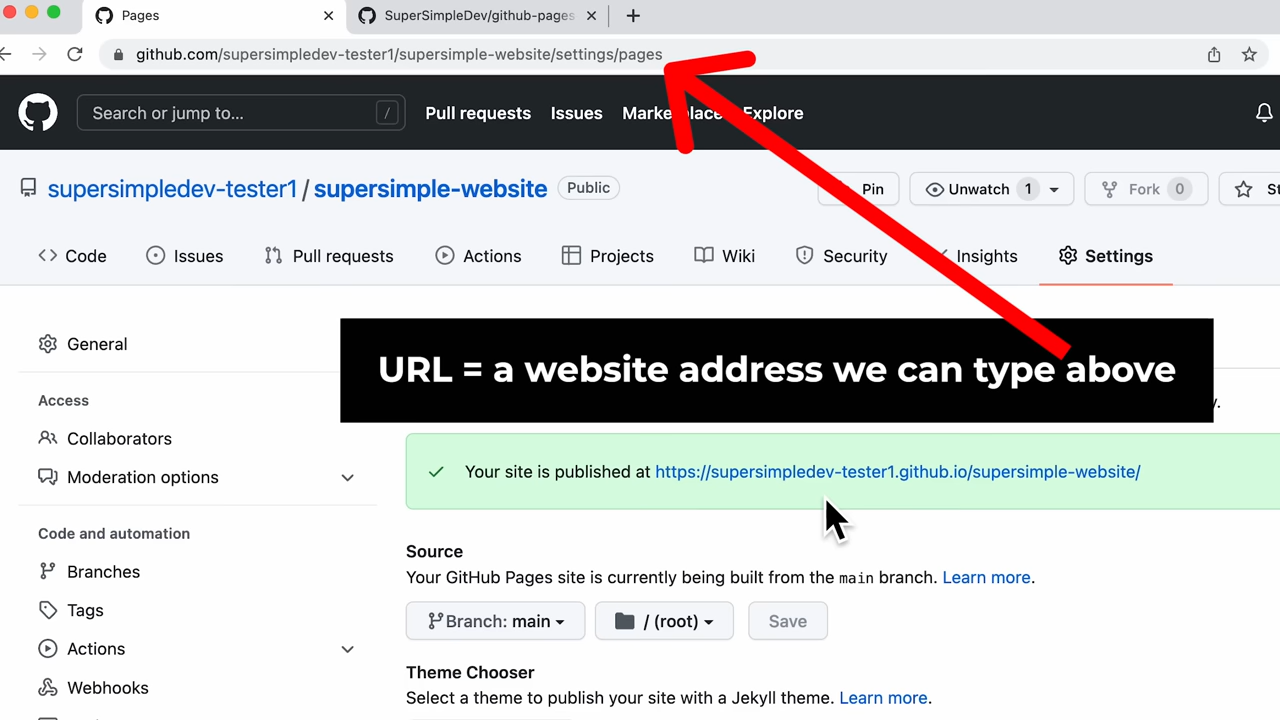 Pages
SuperSimpleDev/github-pages
github.com/supersimpledev-tester1/supersimple-website/settings/pages
Search or jump to... /
Pull requests Issues Marketplace Explore
supersimpledev-tester1 / supersimple-website Public
Pin Unwatch 1 Fork 0
Code Issues Pull requests Actions Projects Wiki Security Insights Settings
General
URL = a website address we can type above
Access
Collaborators
Moderation options
Your site is published at https://supersimpledev-tester1.github.io/supersimple-website/
Code and automation
Source
Branches
Your GitHub Pages site is currently being built from the main branch. Learn more.
Tags
Branch: main / (root) Save
Actions
Theme Chooser
Webhooks
Select a theme to publish your site with a Jekyll theme. Learn more.